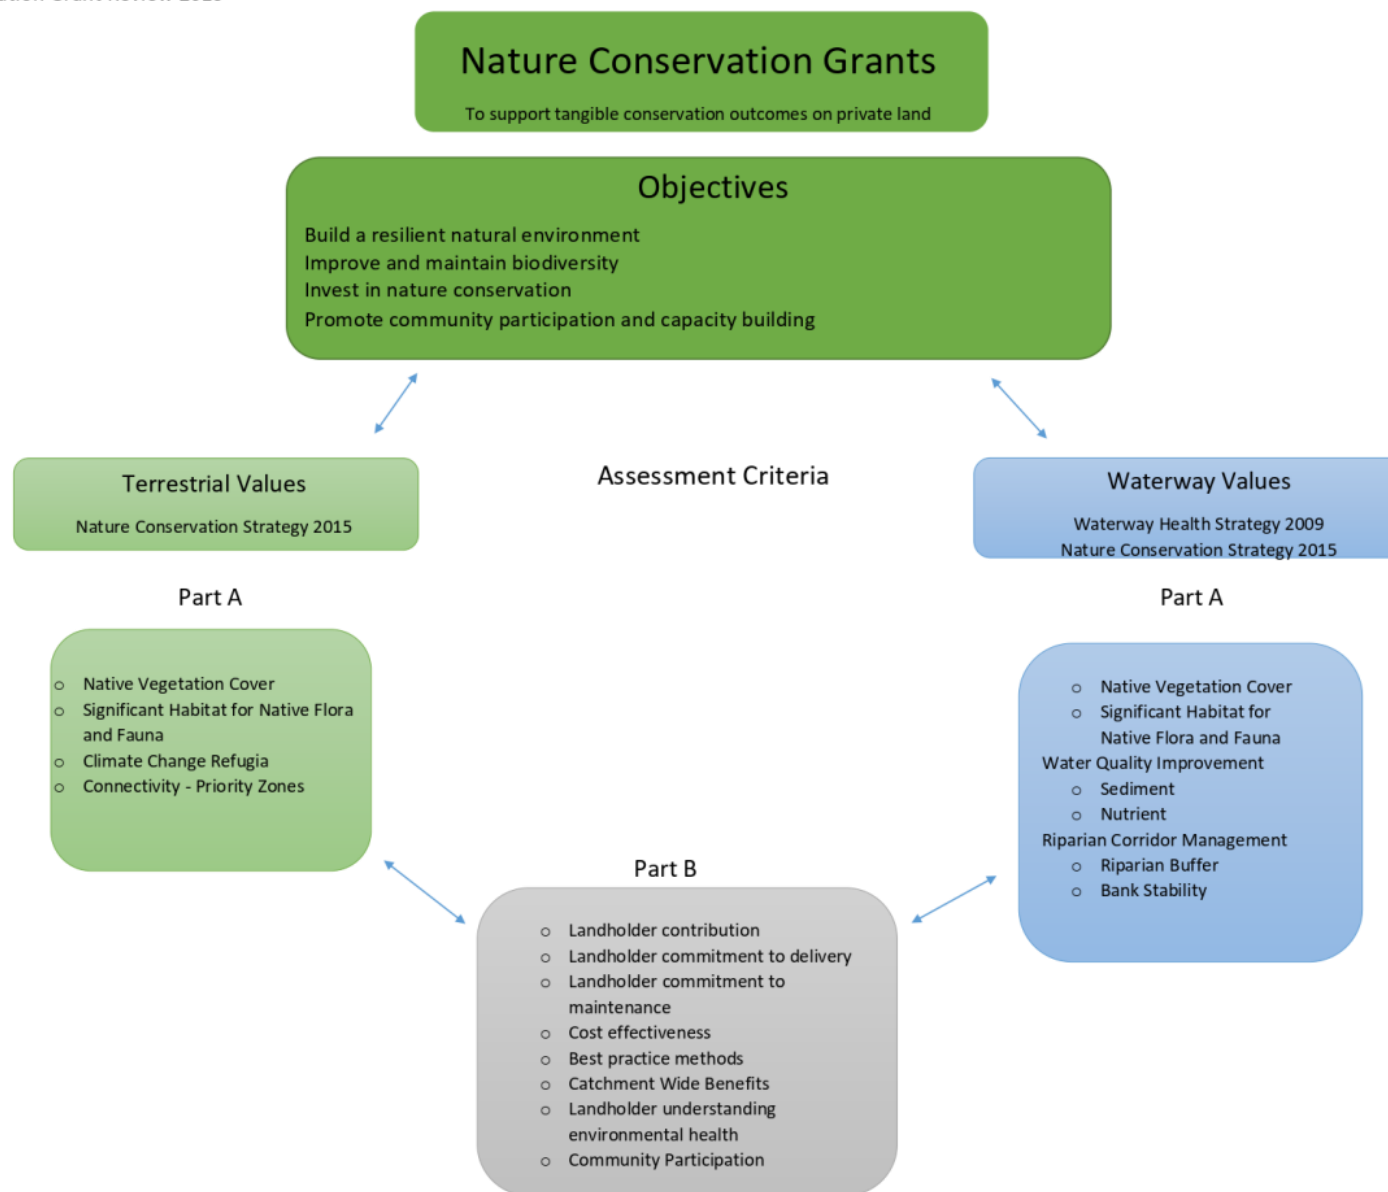 Nature Conservation Grants
To support tangible conservation outcomes on private land
Objectives
Build a resilient natural environment
Improve and maintain biodiversity
Invest in nature conservation
Promote community participation and capacity building
Assessment Criteria
Terrestrial Values
Nature Conservation Strategy 2015
Part A
o Native Vegetation Cover
o Significant Habitat for Native Flora
and Fauna
o Climate Change Refugia
o Connectivity - Priority Zones
Waterway Values
Waterway Health Strategy 2009
Nature Conservation Strategy 2015
Part A
o Native Vegetation Cover
o Significant Habitat for
Native Flora and Fauna
Water Quality Improvement
o Sediment
o Nutrient
Riparian Corridor Management
o Riparian Buffer
o Bank Stability
Part B
o Landholder contribution
o Landholder commitment to delivery
o Landholder commitment to
maintenance
o Cost effectiveness
o Best practice methods
o Catchment Wide Benefits
o Landholder understanding
environmental health
o Community Participation